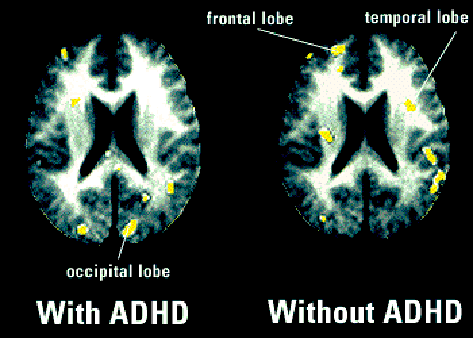 frontal lobe
temporal lobe
occipital lobe
With ADHD
Without ADHD